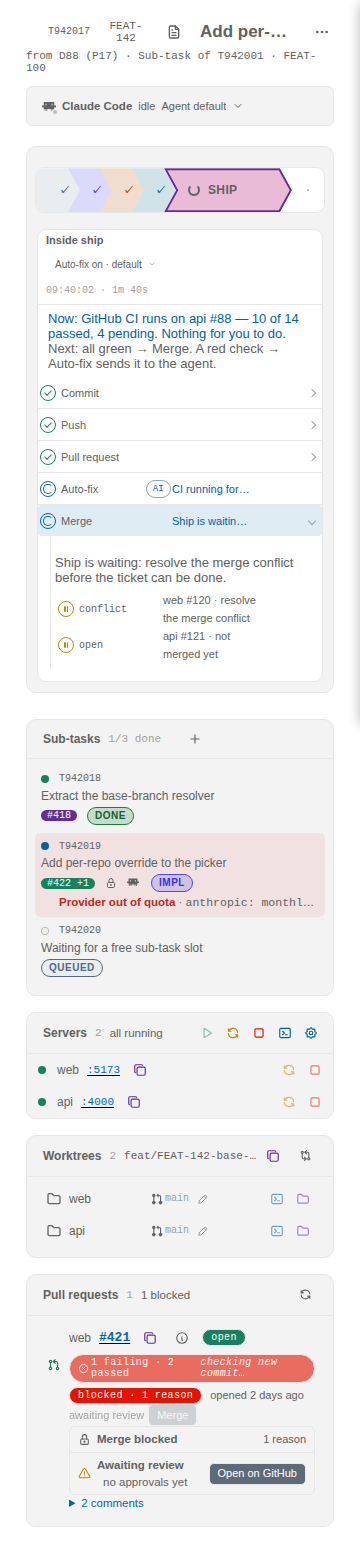 T942017 FEAT-142 Add per-…
from D88 (P17) · Sub-task of T942001 · FEAT-100
Claude Code idle Agent default
SHIP
Inside ship
Auto-fix on · default
09:40:02 · 1m 40s
Now: GitHub CI runs on api #88 — 10 of 14
passed, 4 pending. Nothing for you to do.
Next: all green → Merge. A red check →
Auto-fix sends it to the agent.
Commit
Push
Pull request
Auto-fix AI CI running for…
Merge Ship is waitin…
Ship is waiting: resolve the merge conflict
before the ticket can be done.
conflict web #120 · resolve
the merge conflict
open api #121 · not
merged yet
Sub-tasks 1/3 done
T942018
Extract the base-branch resolver
#418 DONE
T942019
Add per-repo override to the picker
#422 +1 IMPL
Provider out of quota · anthropic: monthl…
T942020
Waiting for a free sub-task slot
QUEUED
Servers 2 all running
web :5173
api :4000
Worktrees 2 feat/FEAT-142-base-…
web main
api main
Pull requests 1 1 blocked
web #421 open
1 failing · 2 passed checking new commit…
blocked · 1 reason opened 2 days ago
awaiting review Merge
Merge blocked 1 reason
Awaiting review
no approvals yet Open on GitHub
2 comments